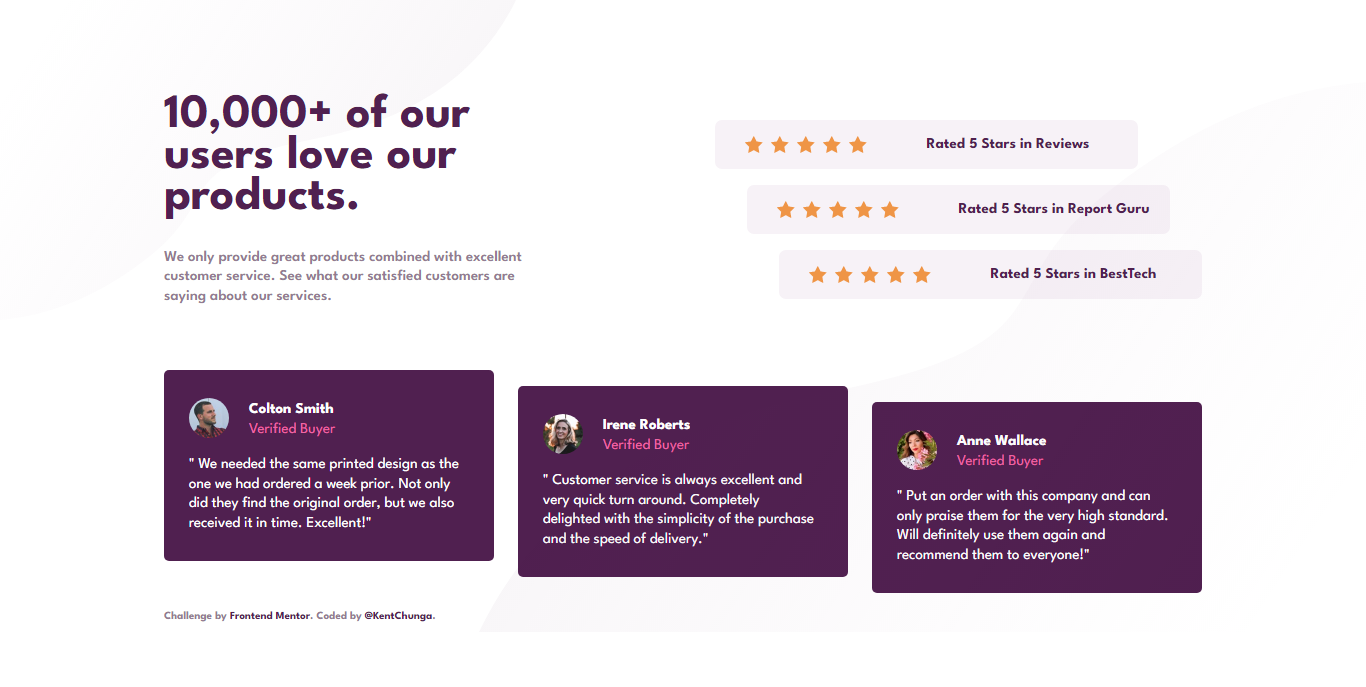 10,000+ of our
users love our
products.
We only provide great products combined with excellent
customer service. See what our satisfied customers are
saying about our services.
Rated 5 Stars in Reviews
Rated 5 Stars in Report Guru
Rated 5 Stars in BestTech
Colton Smith
Verified Buyer
" We needed the same printed design as the
one we had ordered a week prior. Not only
did they find the original order, but we also
received it in time. Excellent!"
Irene Roberts
Verified Buyer
" Customer service is always excellent and
very quick turn around. Completely
delighted with the simplicity of the purchase
and the speed of delivery."
Anne Wallace
Verified Buyer
" Put an order with this company and can
only praise them for the very high standard.
Will definitely use them again and
recommend them to everyone!"
Challenge by Frontend Mentor. Coded by @KentChunga.